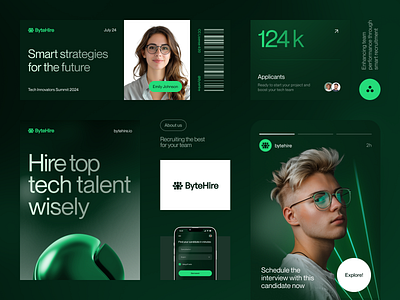 ByteHire
July 24
Smart strategies
for the future
Tech Innovators Summit 2024
Emily Johnson
124 k
Applicants
Ready to start your project and
boost your tech team
Enhancing team
performance through
smart recruitment
ByteHire
bytehire.io
Hire top
tech talent
wisely
About us
Recruiting the best
for your team
ByteHire
bytehire
2h
Schedule the
interview with this
candidate now
Explore!